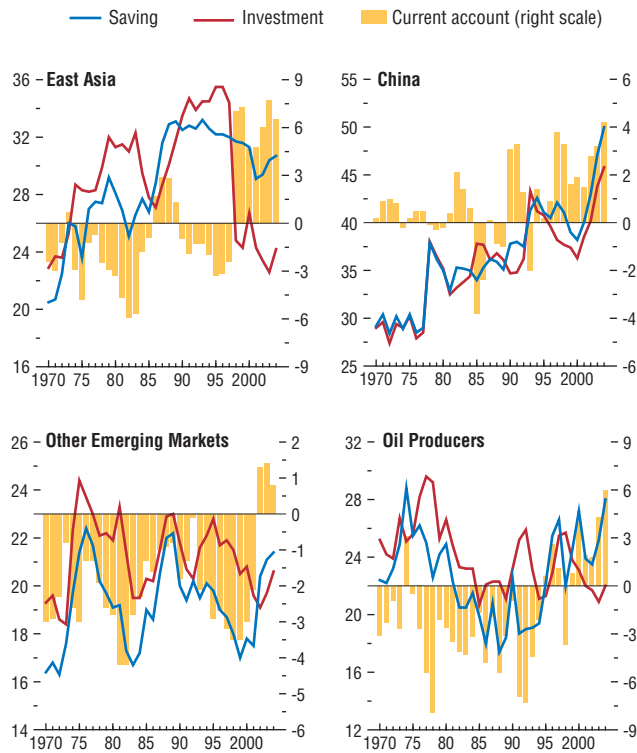 Saving Investment Current account (right scale)
East Asia
36 32 28 24 20 16
9 6 3 0 -3 -6 -9
1970 75 80 85 90 95 2000
China
55 50 45 40 35 30 25
6 4 2 0 -2 -4 -6
1970 75 80 85 90 95 2000
Other Emerging Markets
26 24 22 20 18 16 14
2 1 0 -1 -2 -3 -4 -5 -6
1970 75 80 85 90 95 2000
Oil Producers
32 28 24 20 16 12
9 6 3 0 -3 -6 -9
1970 75 80 85 90 95 2000